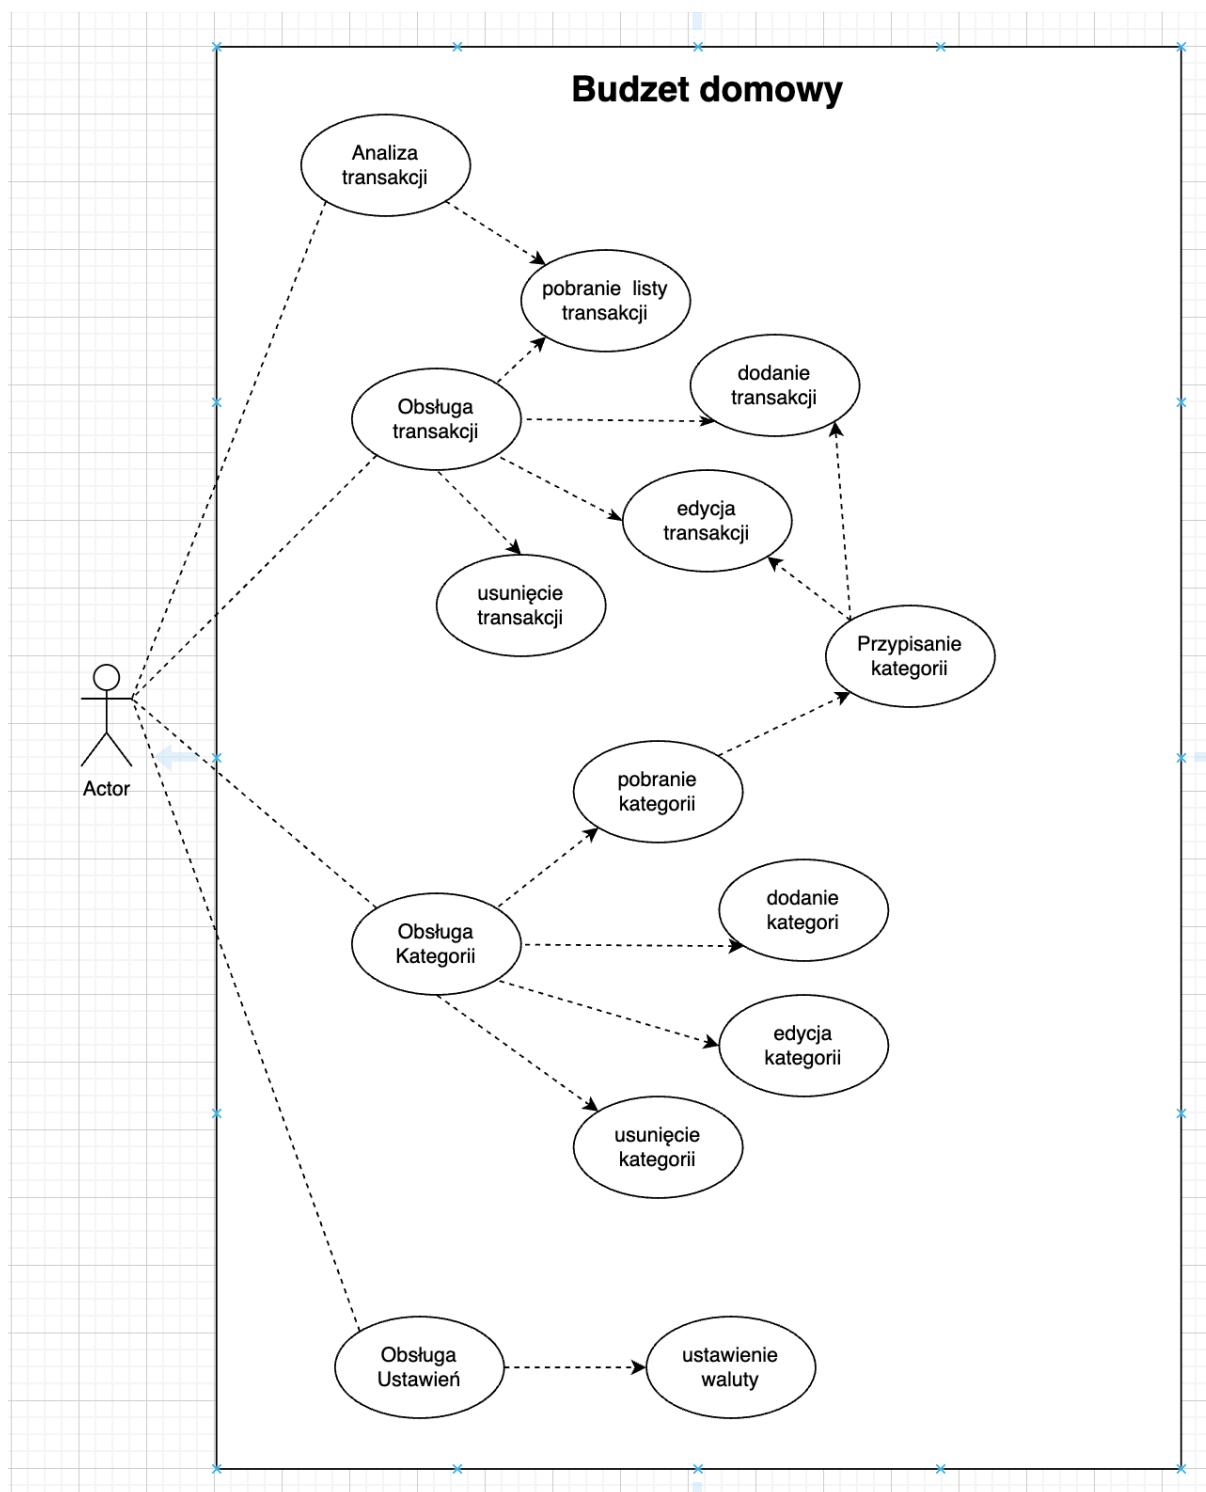 Budzet domowy
Analiza
transakcji
pobranie listy
transakcji
dodanie
transakcji
Obsługa
transakcji
edycja
transakcji
usunięcie
transakcji
Przypisanie
kategorii
Actor
pobranie
kategorii
dodanie
kategori
Obsługa
Kategorii
edycja
kategorii
usunięcie
kategorii
Obsługa
Ustawień
ustawienie
waluty